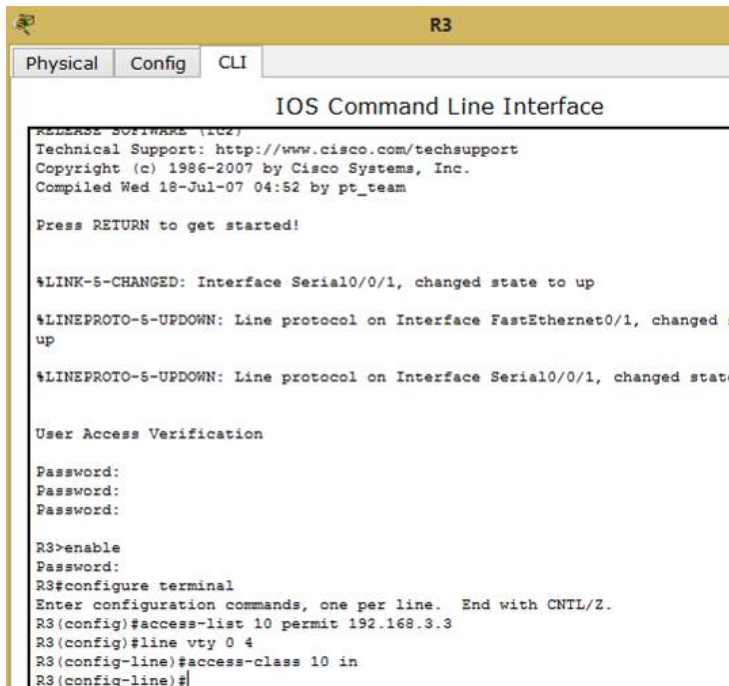 R3
Physical Config CLI
IOS Command Line Interface
RELEASE SOFTWARE (fc2)
Technical Support: http://www.cisco.com/techsupport
Copyright (c) 1986-2007 by Cisco Systems, Inc.
Compiled Wed 18-Jul-07 04:52 by pt_team
Press RETURN to get started!
%LINK-5-CHANGED: Interface Serial0/0/1, changed state to up
%LINEPROTO-5-UPDOWN: Line protocol on Interface FastEthernet0/1, changed
up
%LINEPROTO-5-UPDOWN: Line protocol on Interface Serial0/0/1, changed stat
User Access Verification
Password:
Password:
Password:
R3>enable
Password:
R3#configure terminal
Enter configuration commands, one per line.  End with CNTL/Z.
R3(config)#access-list 10 permit 192.168.3.3
R3(config)#line vty 0 4
R3(config-line)#access-class 10 in
R3(config-line)#